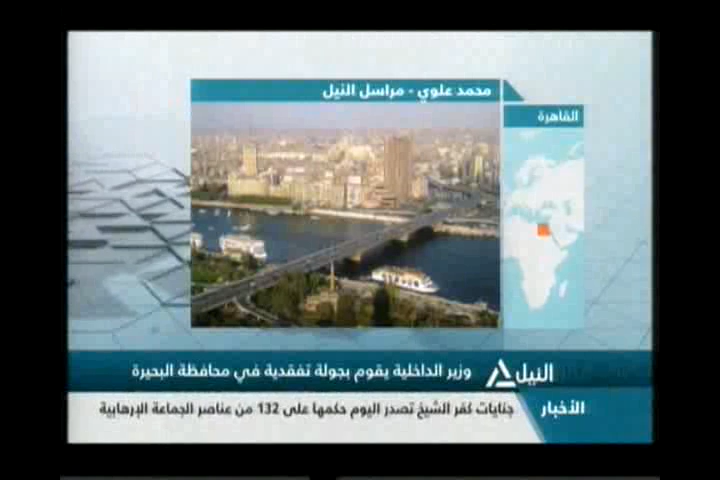 محمد علوي - مراسل النيل
القاهرة
وزير الداخلية يقوم بجولة تفقدية في محافظة البحيرة
النيل
الأخبار
جنايات كفر الشيخ تصدر اليوم حكمها على 132 من عناصر الجماعة الإرهابية